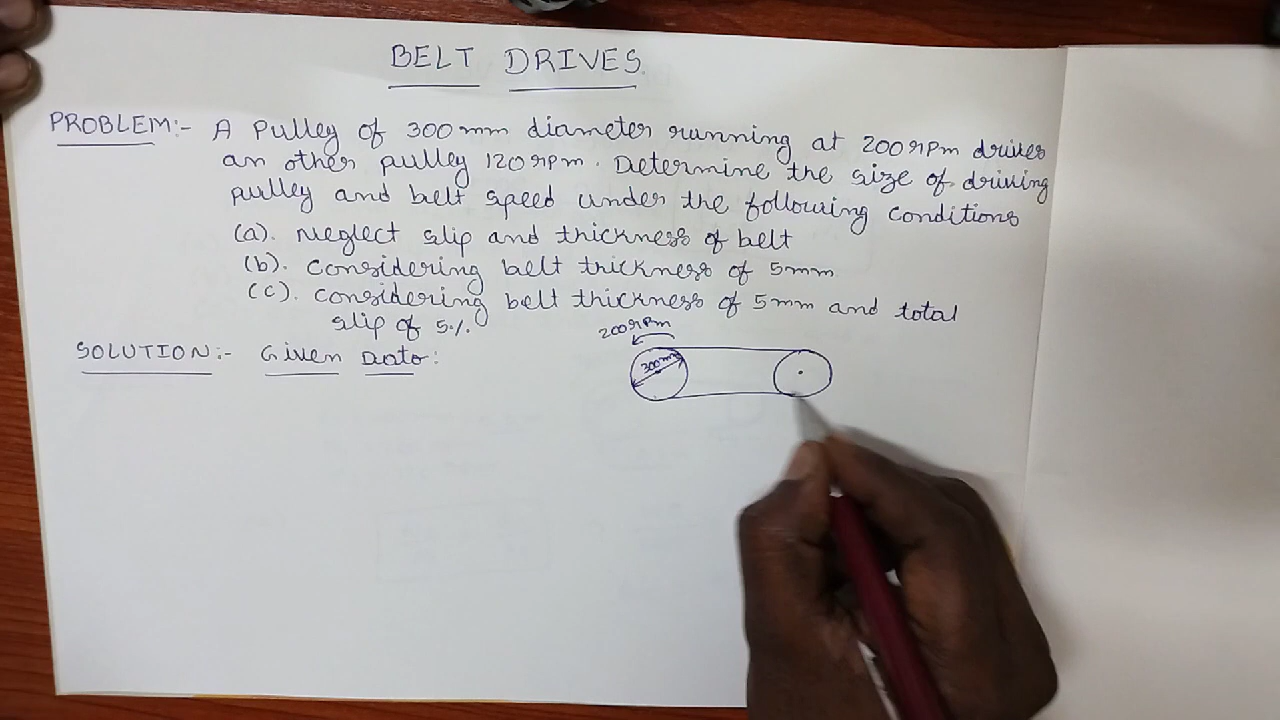 BELT DRIVES
PROBLEM:- A Pulley of 300mm diameter running at 200rpm drives
an other pulley 120rpm. Determine the size of driving
pulley and belt speed under the following conditions
(a). Neglect slip and thickness of belt
(b). Considering belt thickness of 5mm
(c). Considering belt thickness of 5mm and total
slip of 5%.
200rpm
SOLUTION:- Given Data:
300mm